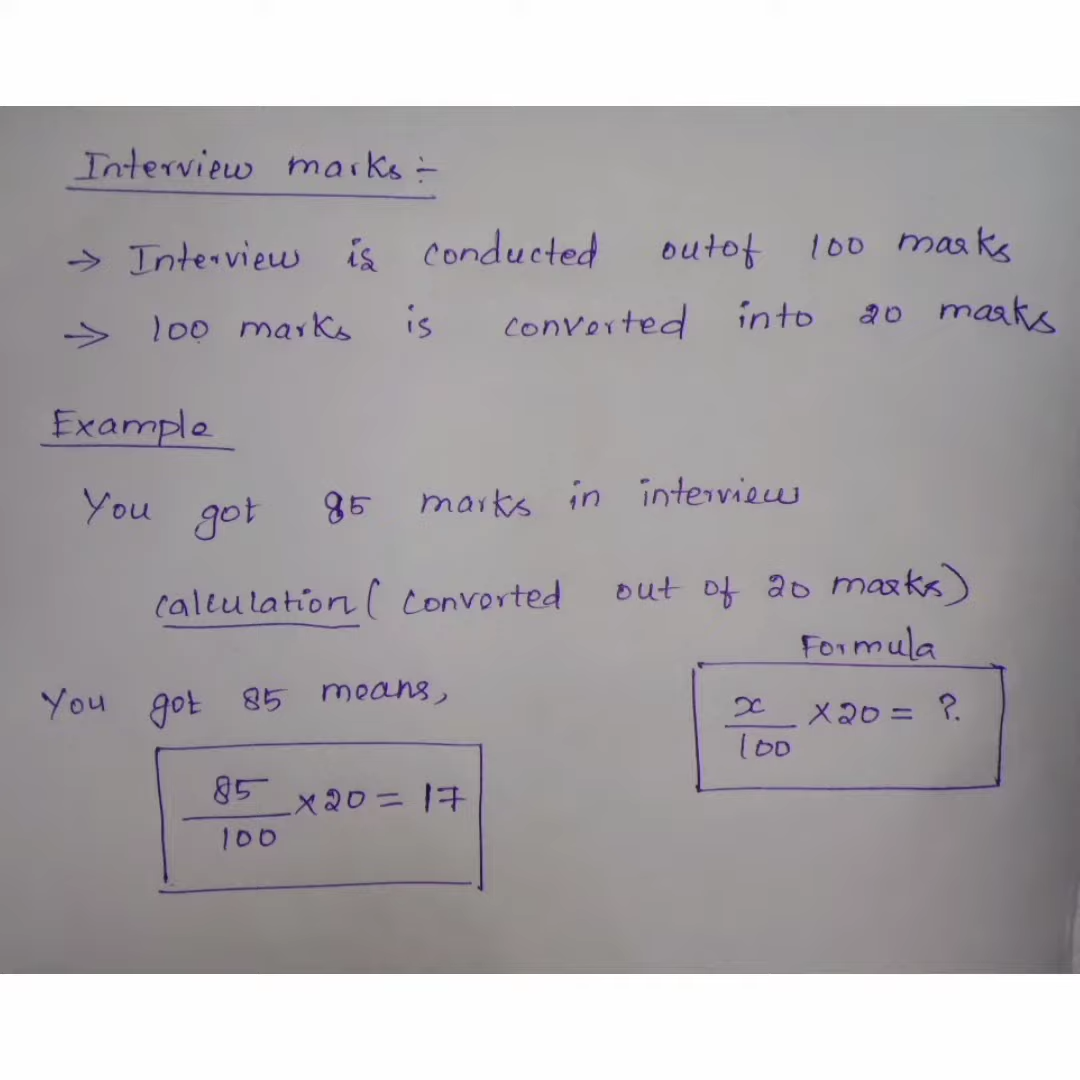 Interview marks :-
→ Interview is conducted outof 100 marks
→ 100 marks is converted into 20 marks
Example
You got 85 marks in interview
calculation ( converted out of 20 marks)
Formula
You got 85 means,
x/100 × 20 = ?.
85/100 × 20 = 17